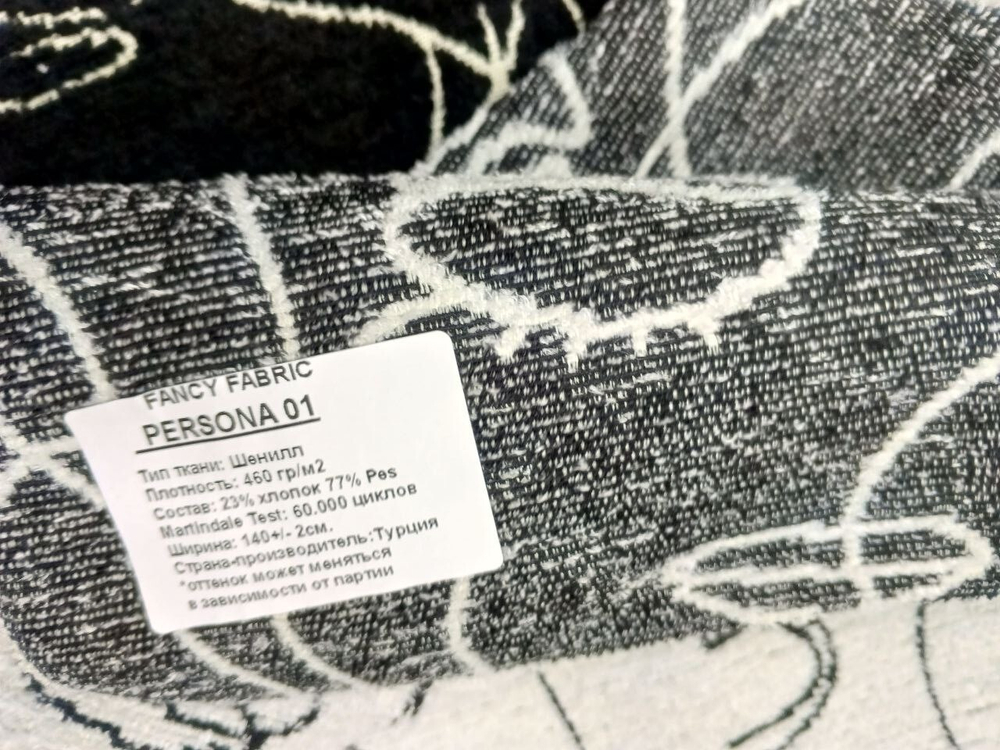 FANCY FABRIC
PERSONA 01
Тип ткани: Шенилл
Плотность: 460 гр/м2
Состав: 23% хлопок 77% Pes
Martindale Test: 60.000 циклов
Ширина: 140+/- 2см.
Страна-производитель:Турция
*оттенок может меняться
в зависимости от партии